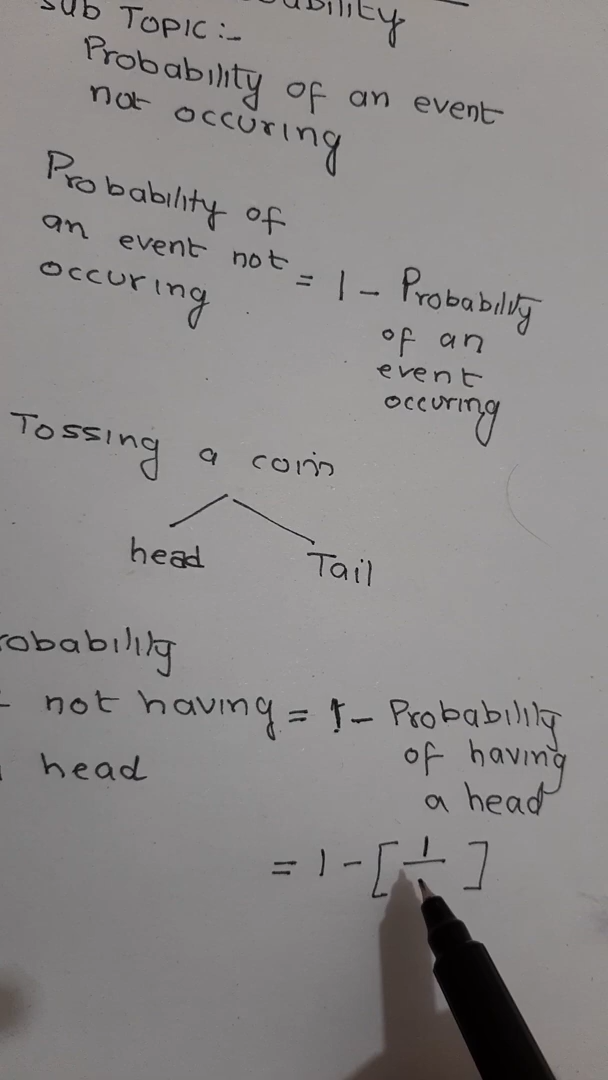 Sub TOPIC :-
Probability of an event
not occuring
Probability of
an event not = 1 - Probability
occuring
of an
event
occuring
Tossing a coin
head Tail
robability
not having = 1 - Probability
head
of having
a head
= 1 - [ 1 ]